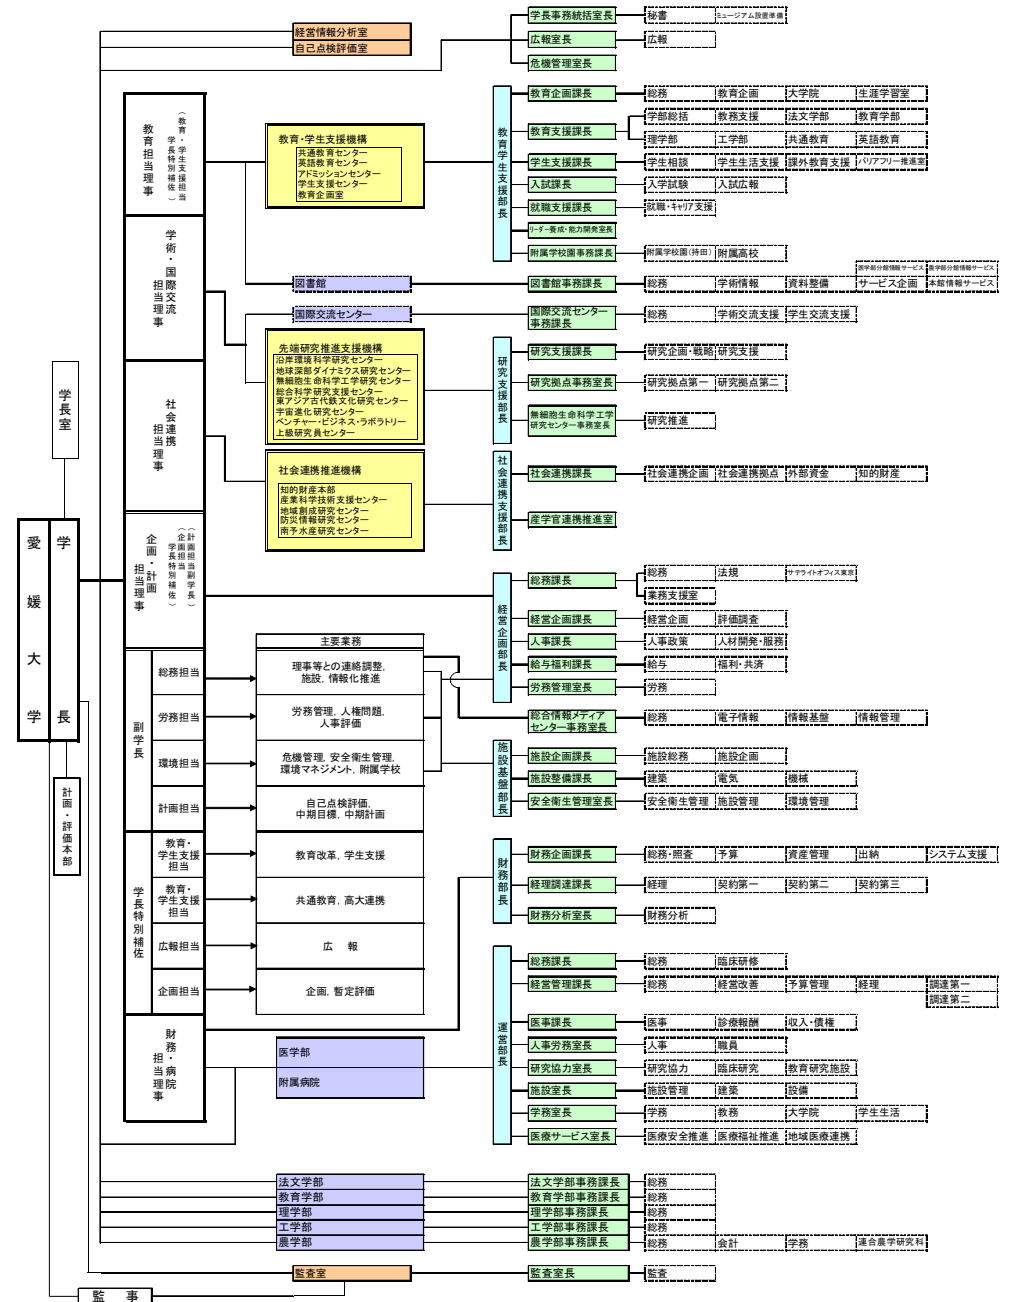 経営情報分析室
自己点検評価室
学長事務統括室長
秘書
ミュージアム設置準備
広報室長
広報
危機管理室長
教育担当理事
(教育・学生支援担当
学長特別補佐)
教育・学生支援機構
共通教育センター
英語教育センター
アドミッションセンター
学生支援センター
教育企画室
教育学生支援部長
教育企画課長
総務
教育企画
大学院
生涯学習室
教育支援課長
学部総括
教務支援
法文学部
教育学部
理学部
工学部
共通教育
英語教育
学生支援課長
学生相談
学生生活支援
課外教育支援
バリアフリー推進室
入試課長
入学試験
入試広報
就職支援課長
就職・キャリア支援
リーダー養成・能力開発室長
附属学校園事務課長
附属学校園(持田)
附属高校
医学部分館情報サービス
農学部分館情報サービス
図書館
図書館事務課長
総務
学術情報
資料整備
サービス企画
本館情報サービス
学術・国際交流
担当理事
国際交流センター
国際交流センター
事務課長
総務
学術交流支援
学生交流支援
先端研究推進支援機構
沿岸環境科学研究センター
地球深部ダイナミクス研究センター
無細胞生命科学工学研究センター
総合科学研究支援センター
東アジア古代鉄文化研究センター
宇宙進化研究センター
ベンチャー・ビジネス・ラボラトリー
上級研究員センター
研究支援部長
研究支援課長
研究企画・戦略
研究支援
研究拠点事務室長
研究拠点第一
研究拠点第二
無細胞生命科学工学
研究センター事務室長
研究推進
学長室
社会連携
担当理事
社会連携推進機構
知的財産本部
産業科学技術支援センター
地域創成研究センター
防災情報研究センター
南予水産研究センター
社会連携支援部長
社会連携課長
社会連携企画
社会連携拠点
外部資金
知的財産
産学官連携推進室
愛媛大学
学長
企画・計画
担当理事
(計画担当副学長)
(企画担当
学長特別補佐)
経営企画部長
総務課長
総務
法規
サテライトオフィス東京
業務支援室
経営企画課長
経営企画
評価調査
人事課長
人事政策
人材開発・服務
給与福利課長
給与
福利・共済
労務管理室長
労務
総合情報メディア
センター事務室長
総務
電子情報
情報基盤
情報管理
主要業務
副学長
総務担当
理事等との連絡調整,
施設, 情報化推進
労務担当
労務管理, 人権問題,
人事評価
環境担当
危機管理, 安全衛生管理,
環境マネジメント, 附属学校
計画担当
自己点検評価,
中期目標, 中期計画
計画・評価本部
施設基盤部長
施設企画課長
施設総務
施設企画
施設整備課長
建築
電気
機械
安全衛生管理室長
安全衛生管理
施設管理
環境管理
学長特別補佐
教育・
学生支援
担当
教育改革, 学生支援
教育・
学生支援
担当
共通教育, 高大連携
広報担当
広 報
企画担当
企画, 暫定評価
財務部長
財務企画課長
総務・照査
予算
資産管理
出納
システム支援
経理調達課長
経理
契約第一
契約第二
契約第三
財務分析室長
財務分析
財務・病院
担当理事
医学部
附属病院
運営部長
総務課長
総務
臨床研修
経営管理課長
総務
経営改善
予算管理
経理
調達第一
調達第二
医事課長
医事
診療報酬
収入・債権
人事労務室長
人事
職員
研究協力室長
研究協力
臨床研究
教育研究施設
施設室長
施設管理
建築
設備
学務室長
学務
教務
大学院
学生生活
医療サービス室長
医療安全推進
医療福祉推進
地域医療連携
法文学部
法文学部事務課長
総務
教育学部
教育学部事務課長
総務
理学部
理学部事務課長
総務
工学部
工学部事務課長
総務
農学部
農学部事務課長
総務
会計
学務
連合農学研究科
監査室
監査室長
監査
監 事